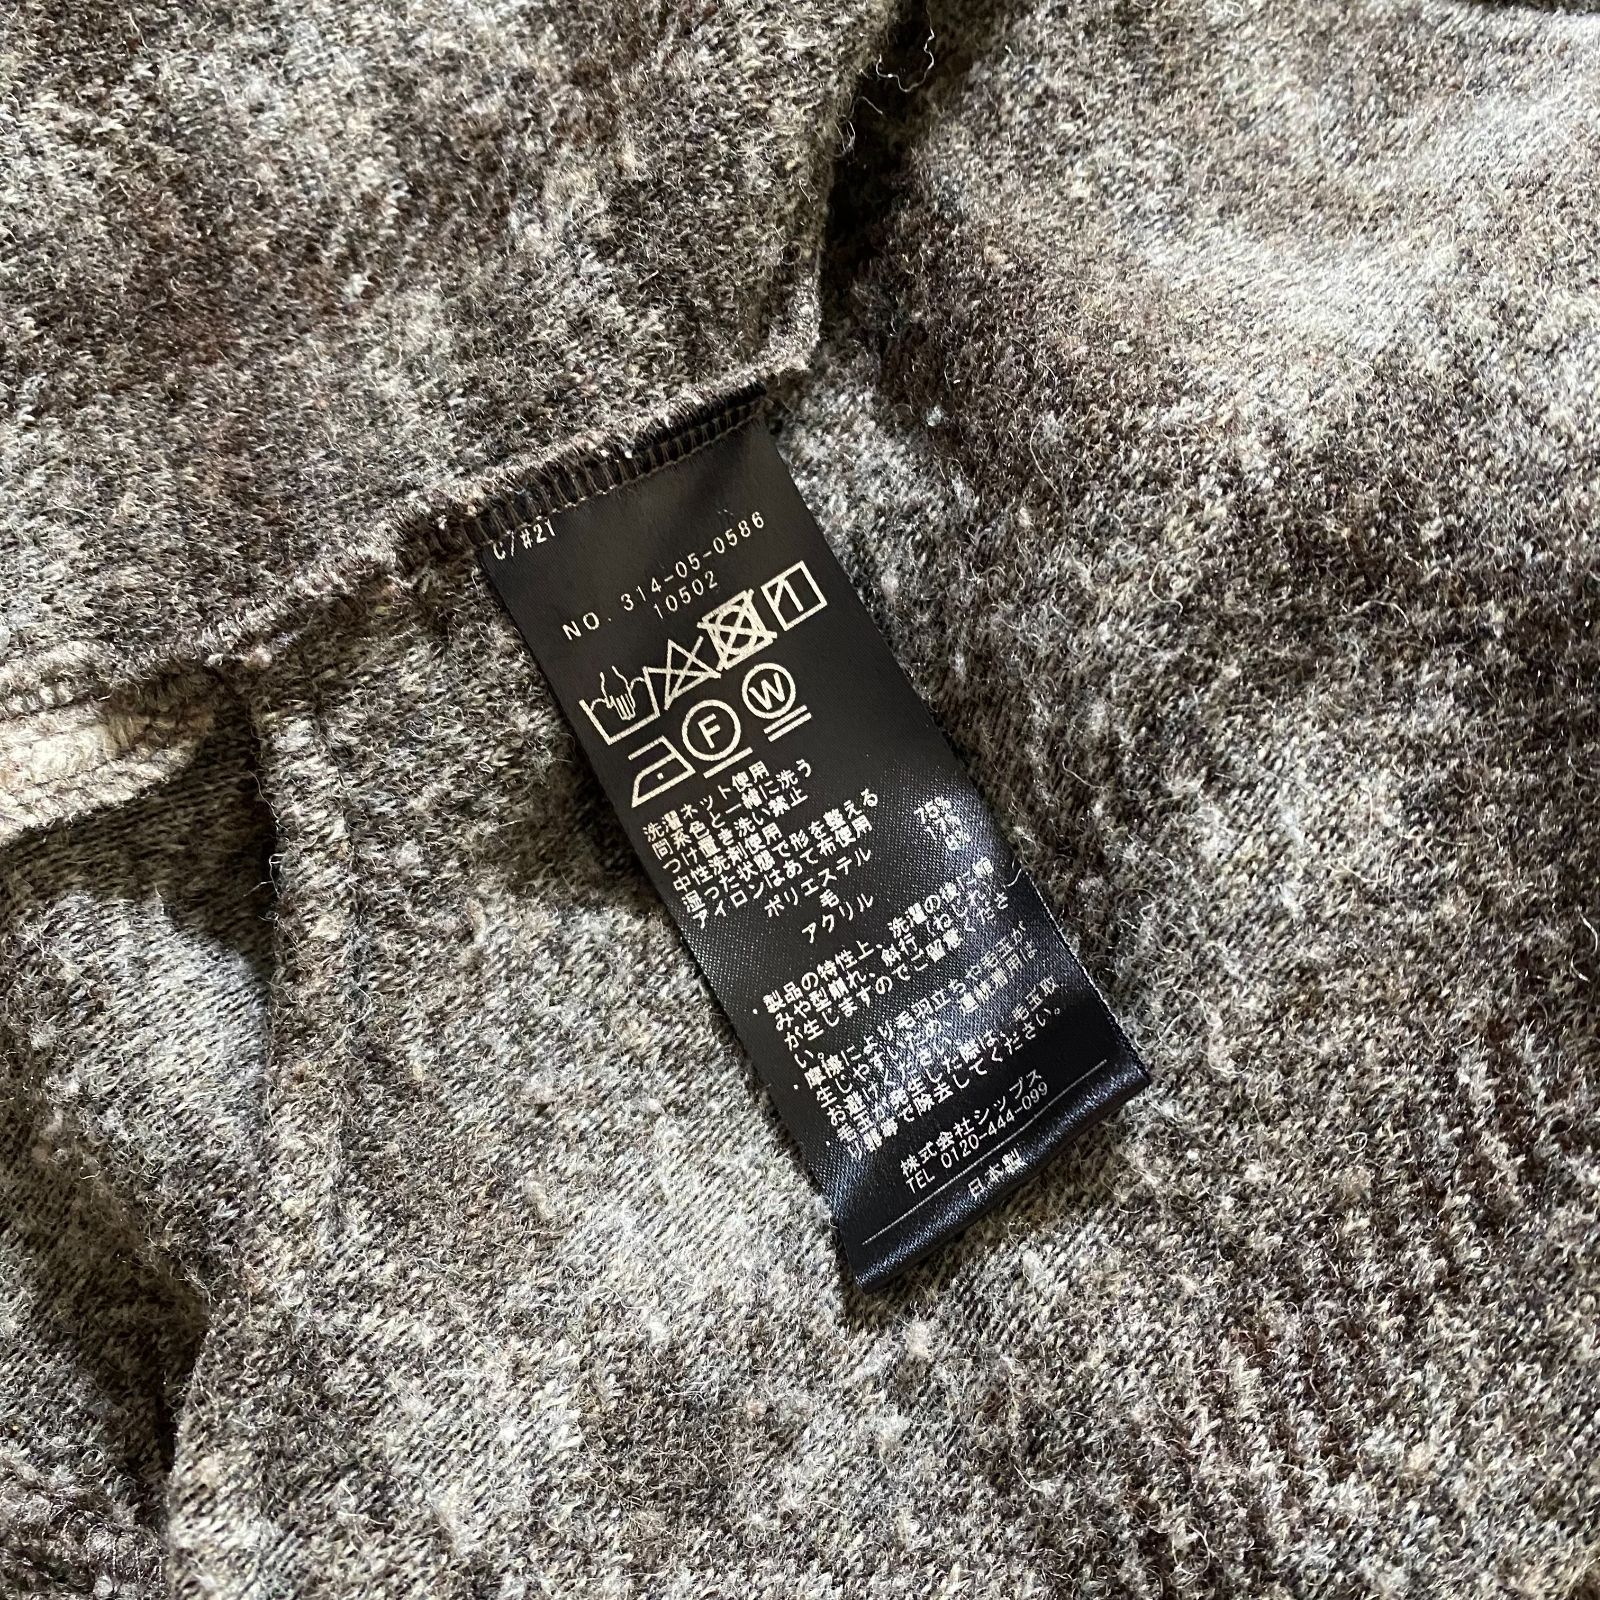 C/#21
NO. 314-05-0586
10502
F W
洗濯ネット使用
同系色と一緒に洗う
つけ置き洗い禁止
中性洗剤使用
湿った状態で形を整える
アイロンはあて布使用
ポリエステル 75%
毛 17%
アクリル 8%
・製品の特性上、洗濯の後に縮
みや型崩れ、斜行(ねじれ)
が生じますのでご留意くださ
い。
・摩擦により毛羽立ちや毛玉が
生じやすいため、連続着用は
お避けください。
毛玉が発生した際は、毛玉取
り器等で除去してください。
株式会社シップス
TEL 0120-444-099
日本製